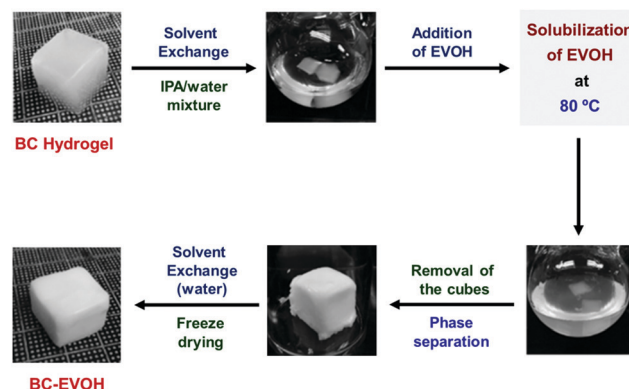 Solvent
Exchange
IPA/water
mixture
BC Hydrogel
Addition
of EVOH
Solubilization
of EVOH
at
80 ºC
Removal of
the cubes
Phase
separation
Solvent
Exchange
(water)
Freeze
drying
BC-EVOH